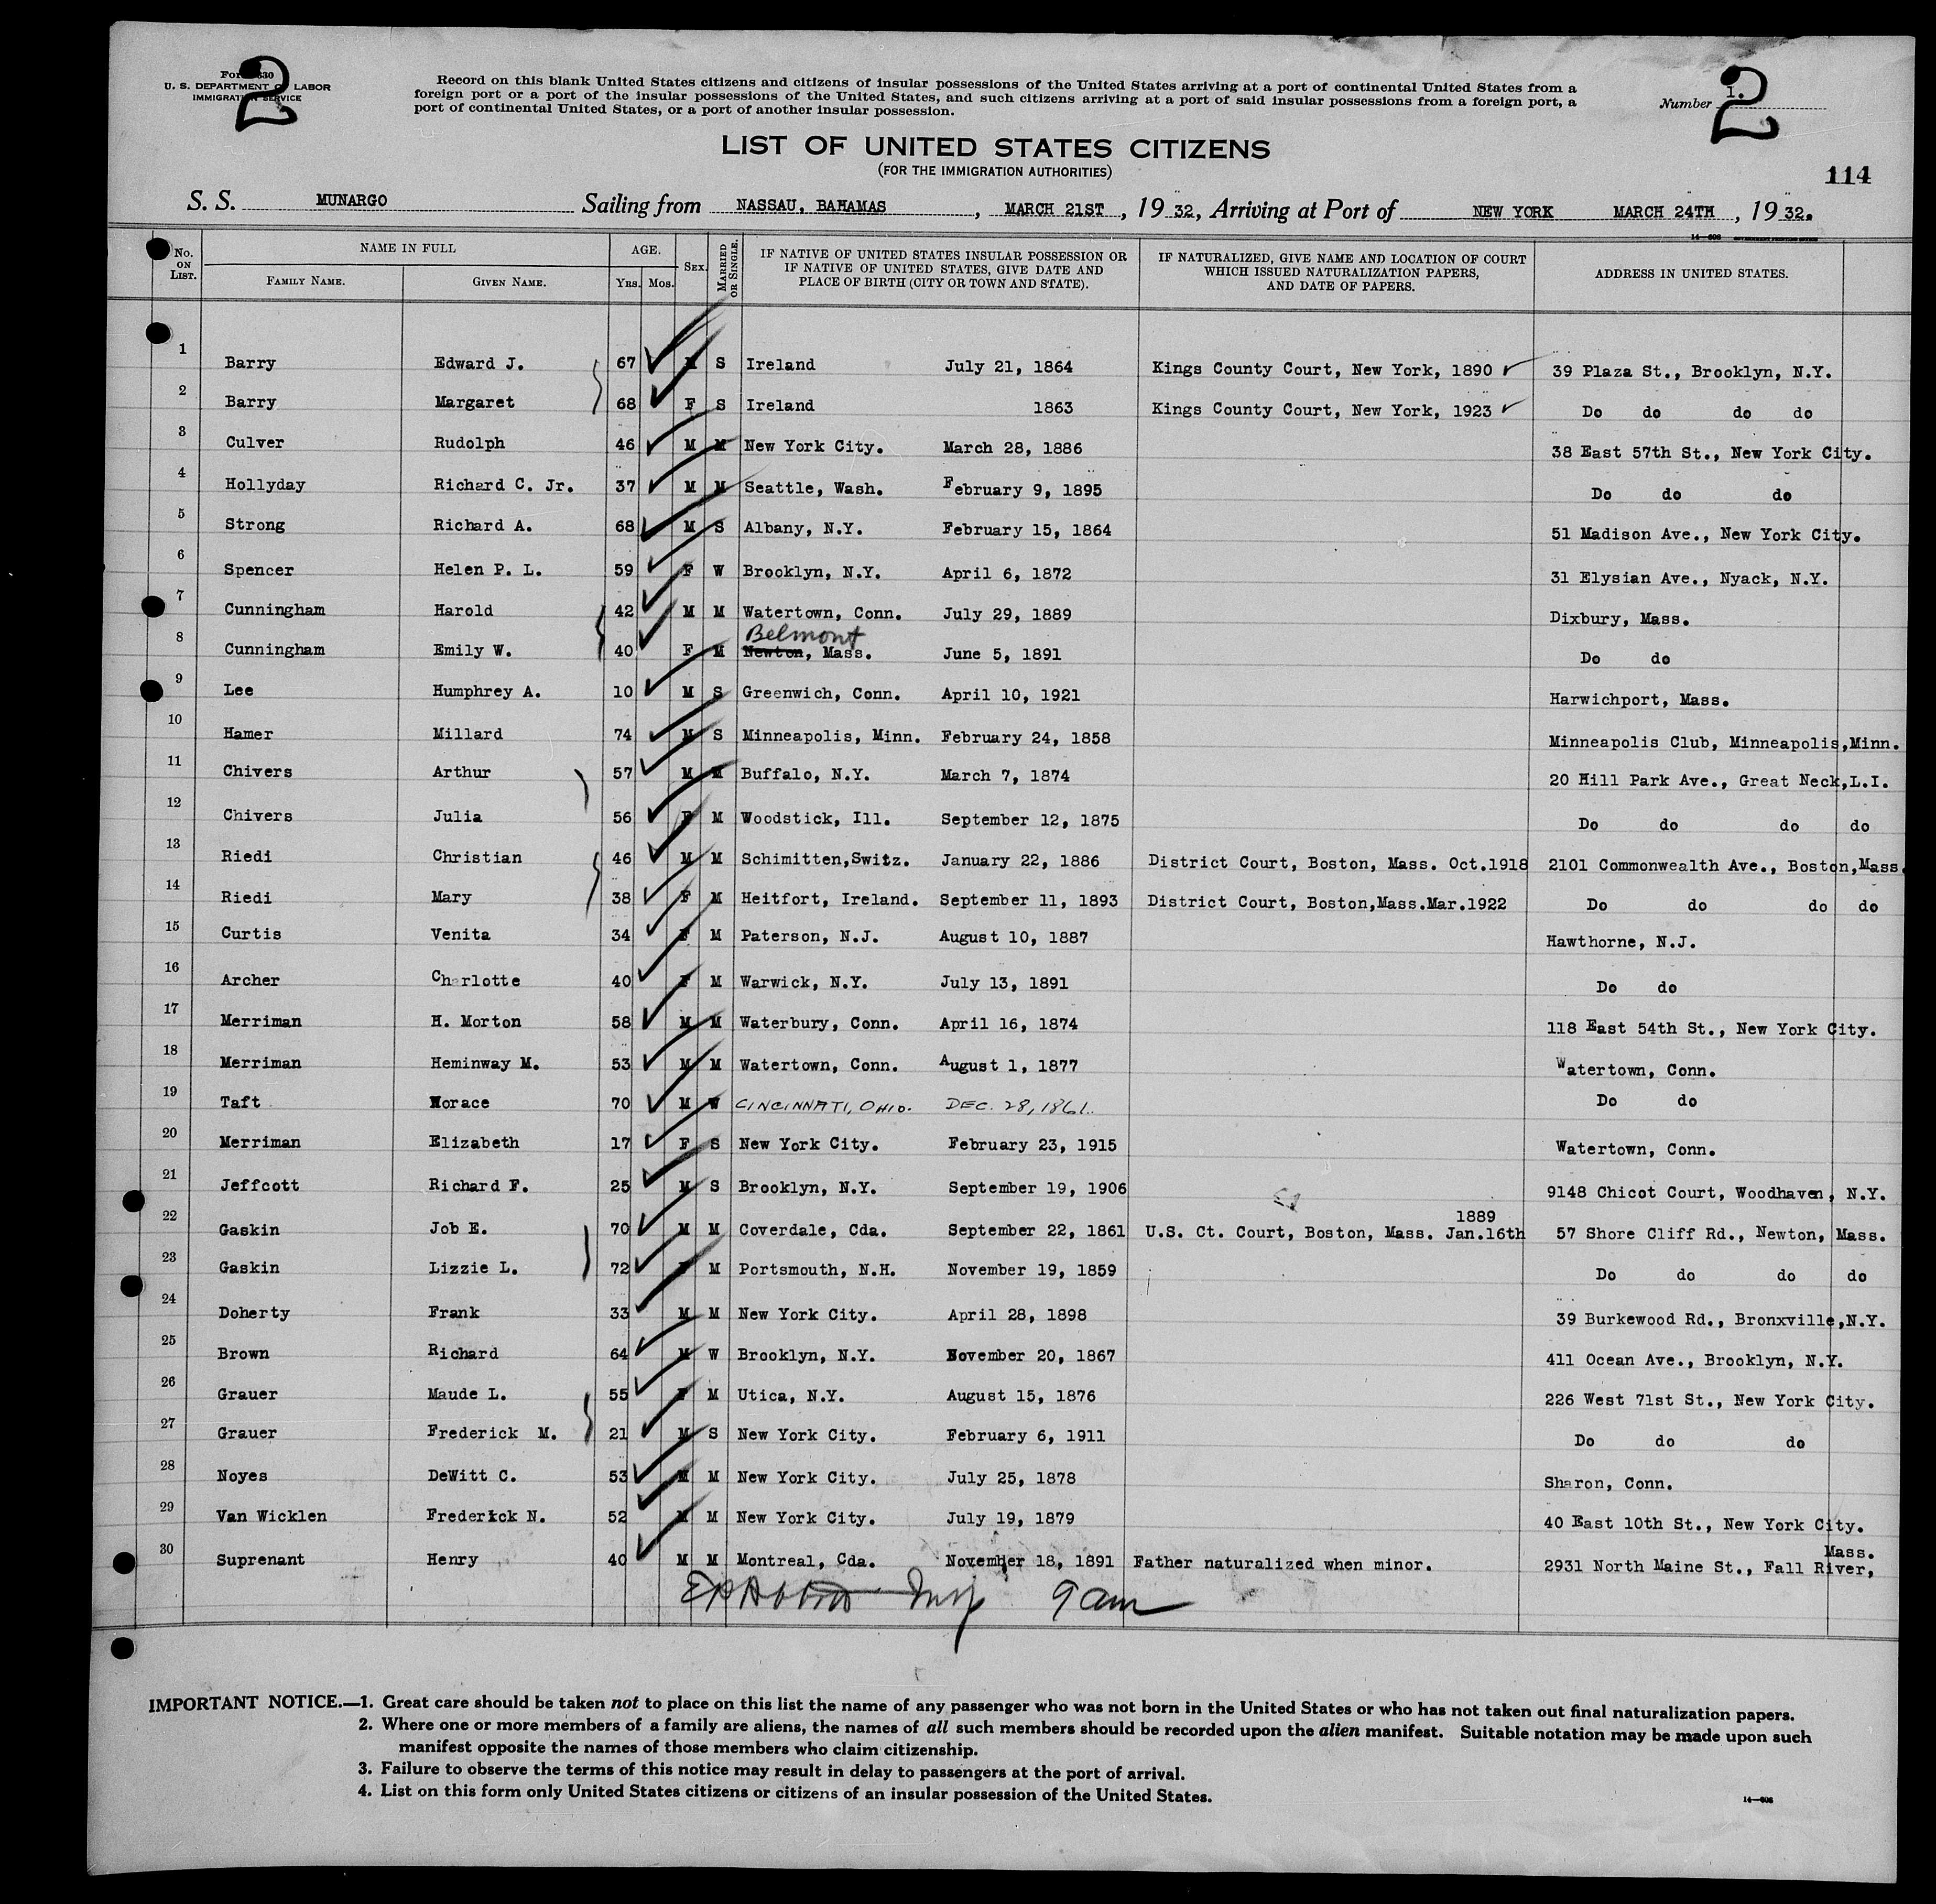 Form 630
U. S. DEPARTMENT OF LABOR
IMMIGRATION SERVICE
2
Record on this blank United States citizens and citizens of insular possessions of the United States arriving at a port of continental United States from a
foreign port or a port of the insular possessions of the United States, and such citizens arriving at a port of said insular possessions from a foreign port, a
port of continental United States, or a port of another insular possession.
Number 1.
2
LIST OF UNITED STATES CITIZENS
(FOR THE IMMIGRATION AUTHORITIES)
114
S. S. MUNARGO Sailing from NASSAU, BAHAMAS, MARCH 21ST, 1932, Arriving at Port of NEW YORK MARCH 24TH, 1932.
14—606 GOVERNMENT PRINTING OFFICE
No. ON LIST. NAME IN FULL FAMILY NAME. GIVEN NAME. AGE. YRS. MOS. SEX. MARRIED OR SINGLE. IF NATIVE OF UNITED STATES INSULAR POSSESSION OR IF NATIVE OF UNITED STATES, GIVE DATE AND PLACE OF BIRTH (CITY OR TOWN AND STATE). IF NATURALIZED, GIVE NAME AND LOCATION OF COURT WHICH ISSUED NATURALIZATION PAPERS, AND DATE OF PAPERS. ADDRESS IN UNITED STATES.
1 Barry Edward J. 67 M S Ireland July 21, 1864 Kings County Court, New York, 1890 39 Plaza St., Brooklyn, N.Y.
2 Barry Margaret 68 F S Ireland 1863 Kings County Court, New York, 1923 Do do do do
3 Culver Rudolph 46 M M New York City. March 28, 1886 38 East 57th St., New York City.
4 Hollyday Richard C. Jr. 37 M M Seattle, Wash. February 9, 1895 Do do do
5 Strong Richard A. 68 M S Albany, N.Y. February 15, 1864 51 Madison Ave., New York City.
6 Spencer Helen P. L. 59 F W Brooklyn, N.Y. April 6, 1872 31 Elysian Ave., Nyack, N.Y.
7 Cunningham Harold 42 M M Watertown, Conn. July 29, 1889 Dixbury, Mass.
Belmont
8 Cunningham Emily W. 40 F M Newton, Mass. June 5, 1891 Do do
9 Lee Humphrey A. 10 M S Greenwich, Conn. April 10, 1921 Harwichport, Mass.
10 Hamer Millard 74 M S Minneapolis, Minn. February 24, 1858 Minneapolis Club, Minneapolis,Minn.
11 Chivers Arthur 57 M M Buffalo, N.Y. March 7, 1874 20 Hill Park Ave., Great Neck,L.I.
12 Chivers Julia 56 F M Woodstick, Ill. September 12, 1875 Do do do do
13 Riedi Christian 46 M M Schimitten,Switz. January 22, 1886 District Court, Boston, Mass. Oct.1918 2101 Commonwealth Ave., Boston,Mass.
14 Riedi Mary 38 F M Heitfort, Ireland. September 11, 1893 District Court, Boston,Mass.Mar.1922 Do do do do
15 Curtis Venita 34 F M Paterson, N.J. August 10, 1887 Hawthorne, N.J.
16 Archer Charlotte 40 F M Warwick, N.Y. July 13, 1891 Do do
17 Merriman H. Morton 58 M M Waterbury, Conn. April 16, 1874 118 East 54th St., New York City.
18 Merriman Heminway M. 53 M M Watertown, Conn. August 1, 1877 Watertown, Conn.
19 Taft Horace 70 M W CINCINNATI, OHIO. DEC. 28, 1861. Do do
20 Merriman Elizabeth 17 F S New York City. February 23, 1915 Watertown, Conn.
21 Jeffcott Richard F. 25 M S Brooklyn, N.Y. September 19, 1906 9148 Chicot Court, Woodhaven, N.Y.
1889
22 Gaskin Job E. 70 M M Coverdale, Cda. September 22, 1861 U.S. Ct. Court, Boston, Mass. Jan.16th 57 Shore Cliff Rd., Newton, Mass.
23 Gaskin Lizzie L. 72 F M Portsmouth, N.H. November 19, 1859 Do do do do
24 Doherty Frank 33 M M New York City. April 28, 1898 39 Burkewood Rd., Bronxville,N.Y.
25 Brown Richard 64 M W Brooklyn, N.Y. November 20, 1867 411 Ocean Ave., Brooklyn, N.Y.
26 Grauer Maude L. 55 F M Utica, N.Y. August 15, 1876 226 West 71st St., New York City.
27 Grauer Frederick M. 21 M S New York City. February 6, 1911 Do do do
28 Noyes DeWitt C. 53 M M New York City. July 25, 1878 Sharon, Conn.
29 Van Wicklen Frederick N. 52 M M New York City. July 19, 1879 40 East 10th St., New York City.
Mass.
30 Suprenant Henry 40 M M Montreal, Cda. November 18, 1891 Father naturalized when minor. 2931 North Maine St., Fall River,
9 am
IMPORTANT NOTICE.—1. Great care should be taken not to place on this list the name of any passenger who was not born in the United States or who has not taken out final naturalization papers.
2. Where one or more members of a family are aliens, the names of all such members should be recorded upon the alien manifest. Suitable notation may be made upon such
manifest opposite the names of those members who claim citizenship.
3. Failure to observe the terms of this notice may result in delay to passengers at the port of arrival.
4. List on this form only United States citizens or citizens of an insular possession of the United States.
14—606